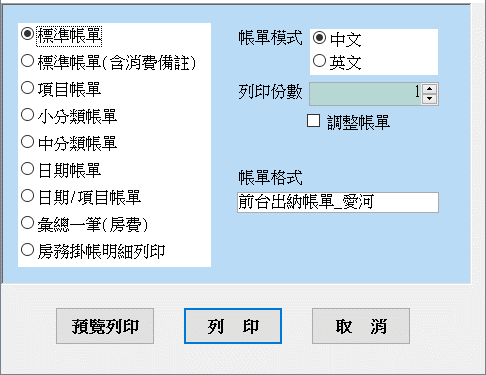 標準帳單
標準帳單(含消費備註)
項目帳單
小分類帳單
中分類帳單
日期帳單
日期/項目帳單
彙總一筆(房費)
房務掛帳明細列印
帳單模式
中文
英文
列印份數
1
調整帳單
帳單格式
前台出納帳單_愛河
預覽列印
列 印
取 消